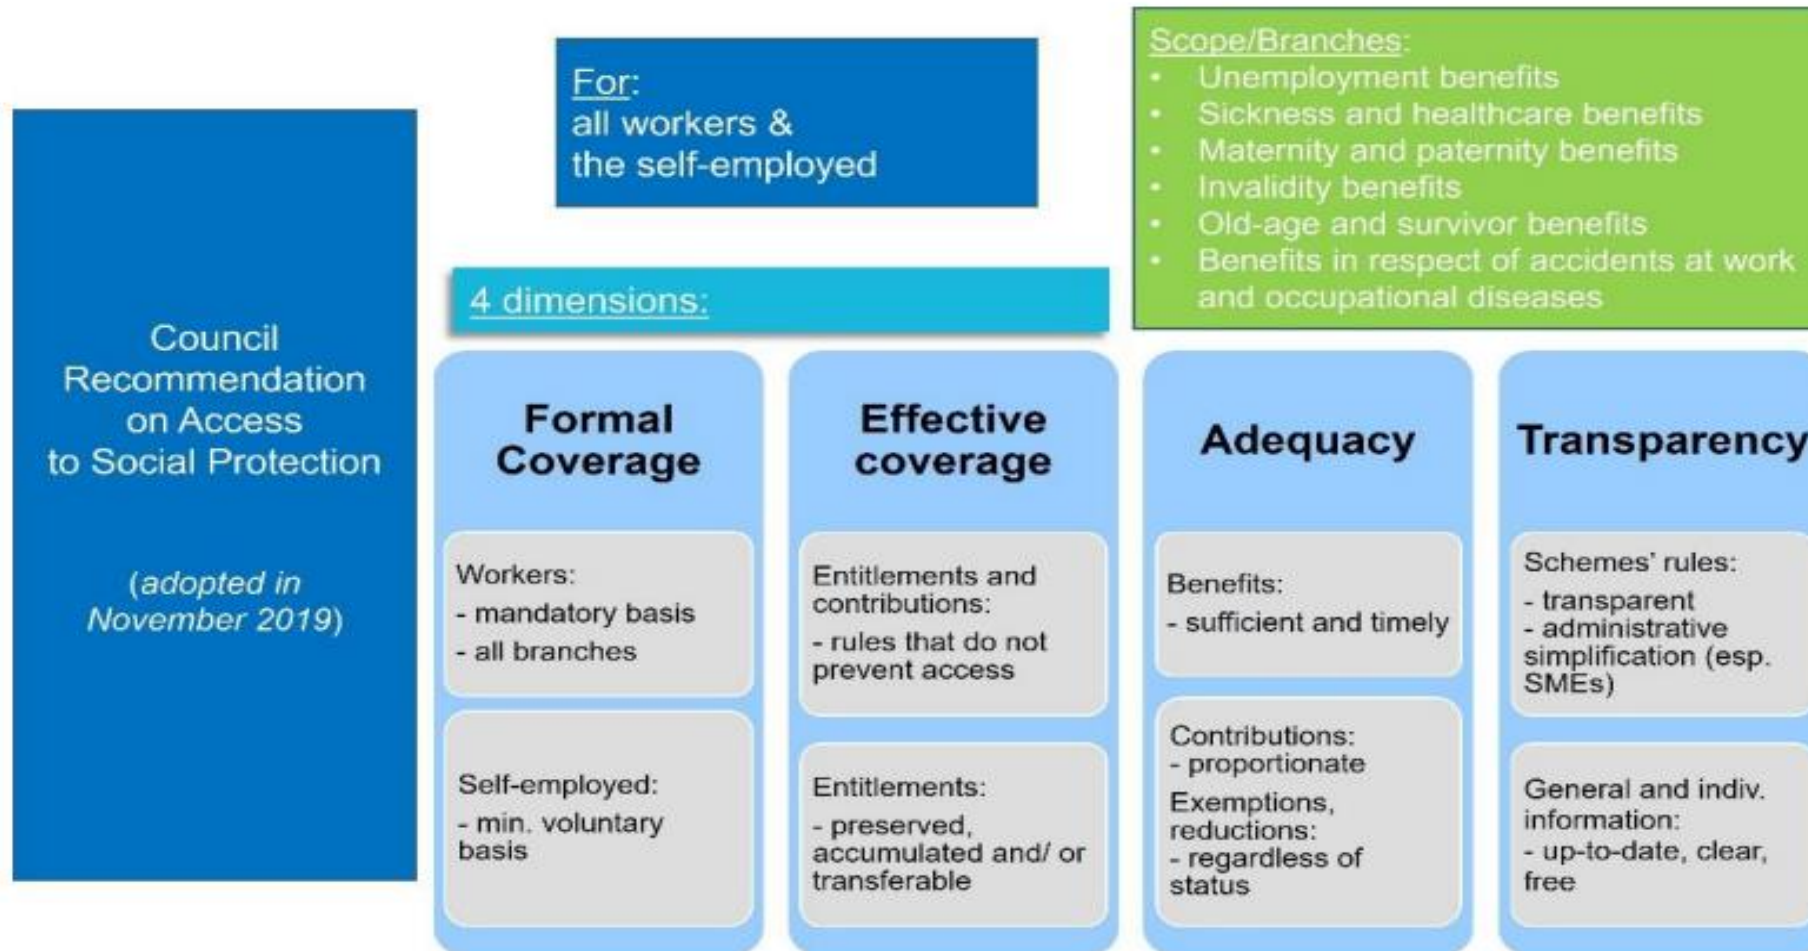 Council
Recommendation
on Access
to Social Protection
(adopted in
November 2019)
For:
all workers &
the self-employed
Scope/Branches:
• Unemployment benefits
• Sickness and healthcare benefits
• Maternity and paternity benefits
• Invalidity benefits
• Old-age and survivor benefits
• Benefits in respect of accidents at work
and occupational diseases
4 dimensions:
Formal
Coverage
Workers:
- mandatory basis
- all branches
Self-employed:
- min. voluntary
basis
Effective
coverage
Entitlements and
contributions:
- rules that do not
prevent access
Entitlements:
- preserved,
accumulated and/ or
transferable
Adequacy
Benefits:
- sufficient and timely
Contributions:
- proportionate
Exemptions,
reductions:
- regardless of
status
Transparency
Schemes’ rules:
- transparent
- administrative
simplification (esp.
SMEs)
General and indiv.
information:
- up-to-date, clear,
free